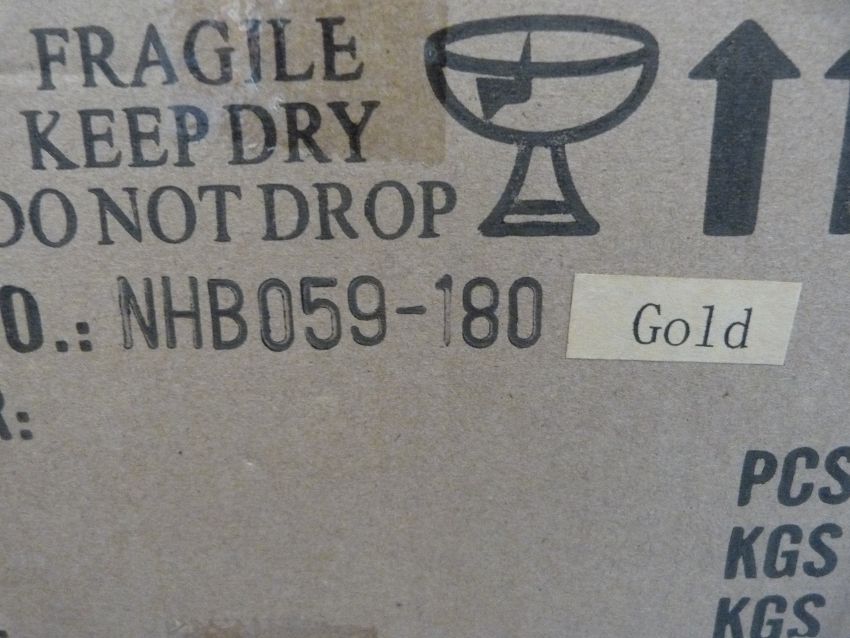 FRAGILE
KEEP DRY
DO NOT DROP
O.: NHB059-180 Gold
R:
PCS
KGS
KGS